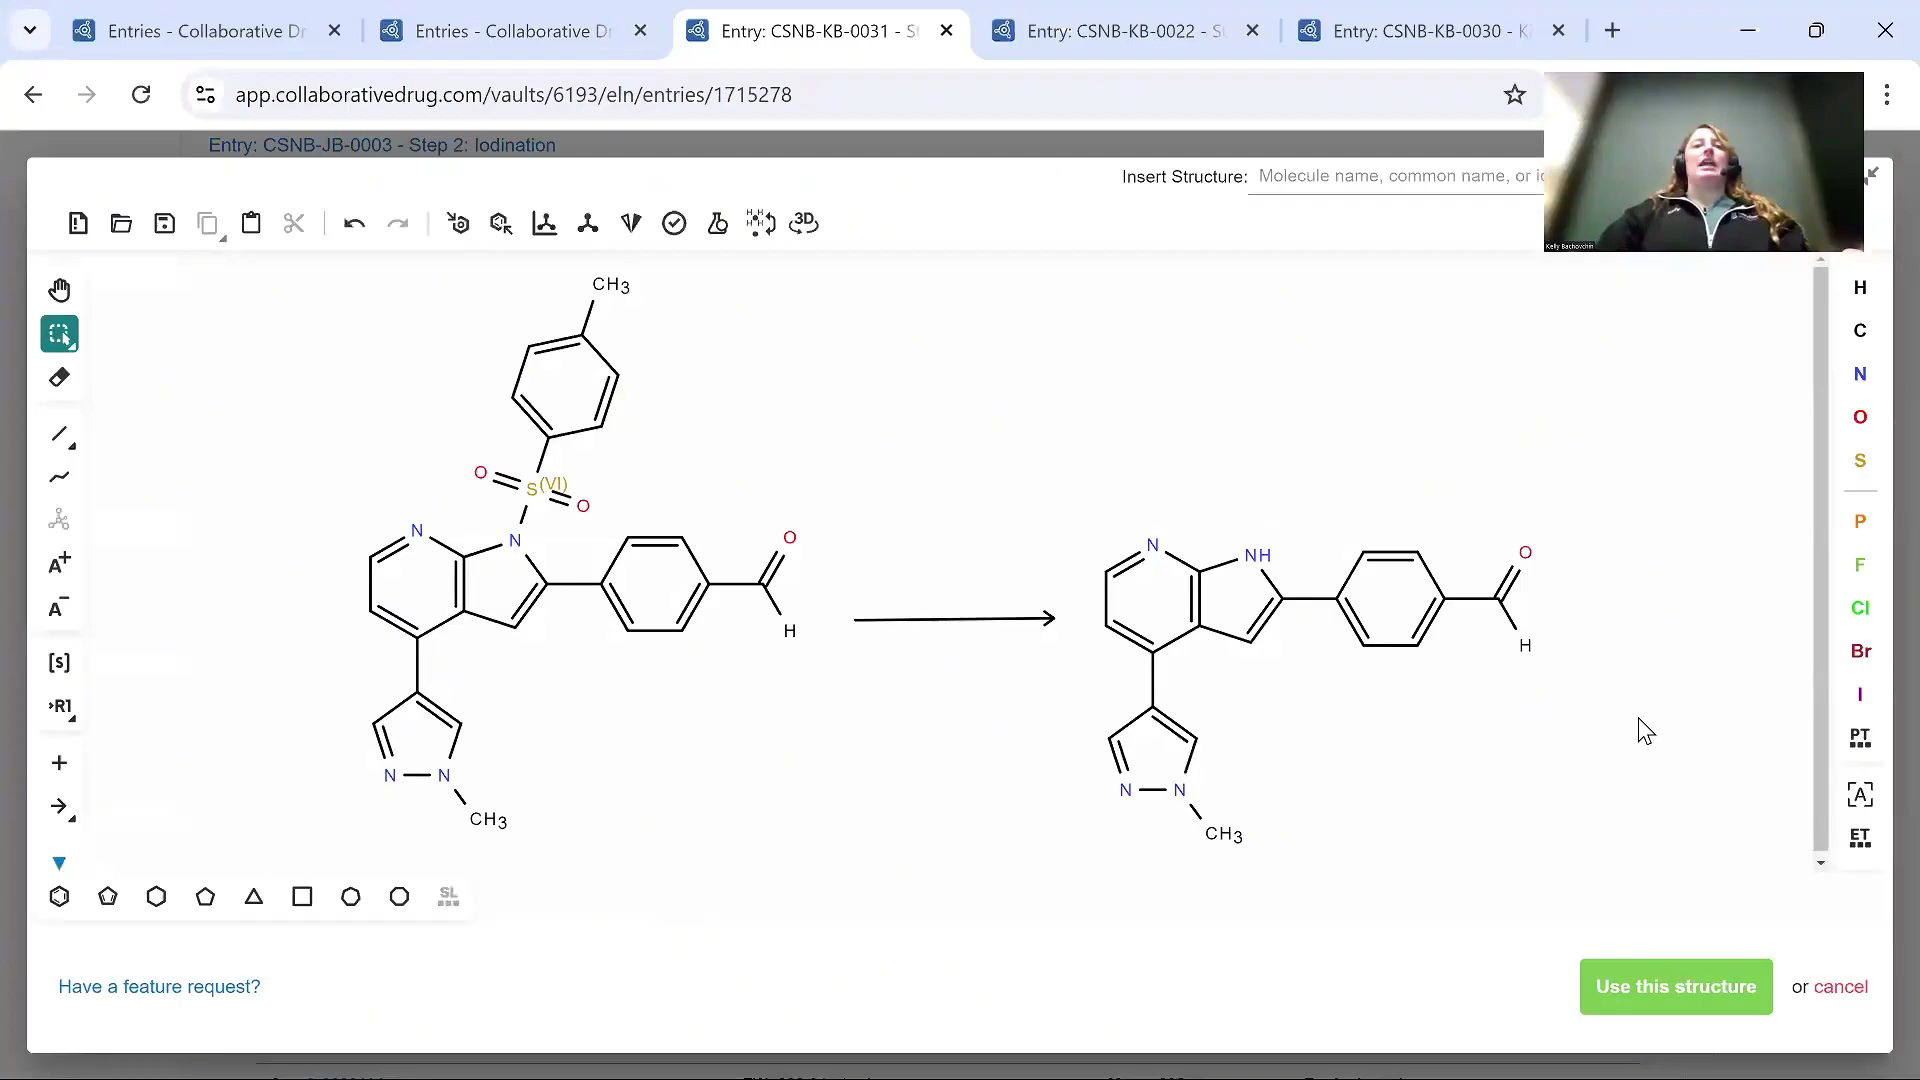 Entries - Collaborative Dr
Entries - Collaborative Dr
Entry: CSNB-KB-0031 - St
Entry: CSNB-KB-0022 - St
Entry: CSNB-KB-0030 - K
app.collaborativedrug.com/vaults/6193/eln/entries/1715278
Entry: CSNB-JB-0003 - Step 2: Iodination
Insert Structure: Molecule name, common name, or i
Kelly Bachovchin
3D
H
C
N
O
S
P
F
Cl
Br
I
PT
[A]
ET
A+
A-
[s]
R1
SL
CH3
O
S(VI)
O
N
N
O
H
N
N
CH3
N
NH
O
H
N
N
CH3
Have a feature request?
Use this structure
or cancel